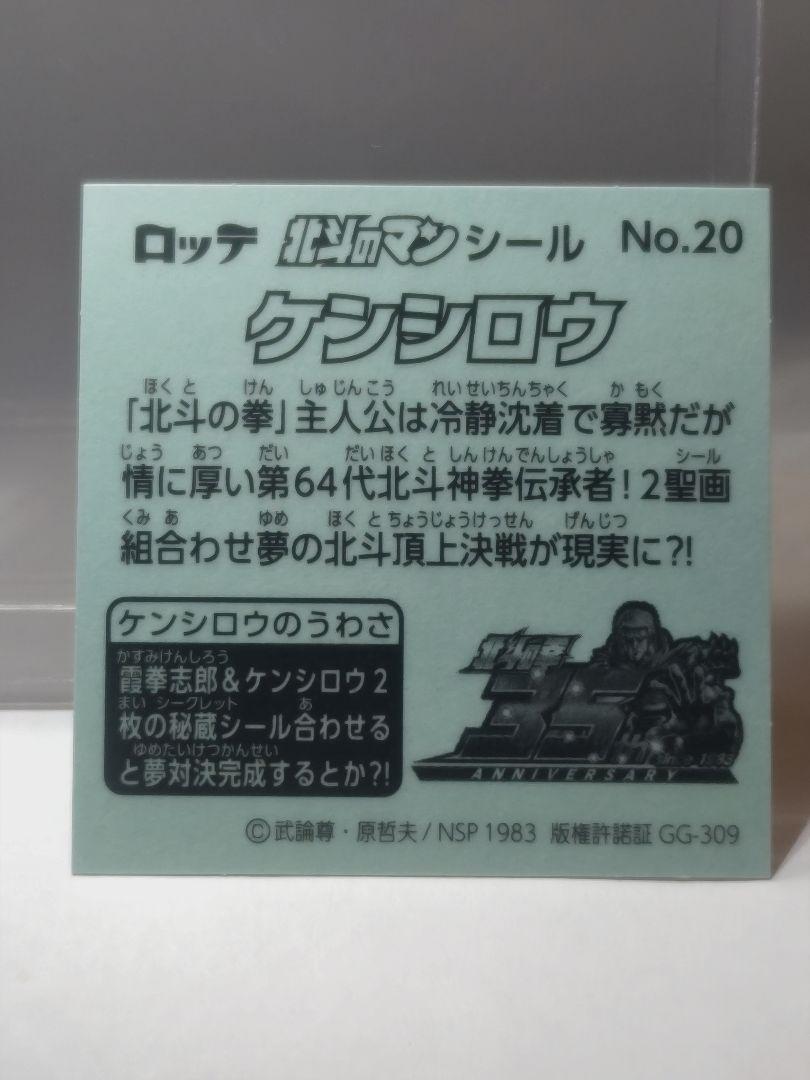 ロッテ 北斗のマン シール No.20
ケンシロウ
ほくと けん しゅじんこう れいせいちんちゃく かもく
「北斗の拳」主人公は冷静沈着で寡黙だが
じょう あつ だい だいほくとしんけんでんしょうしゃ シール
情に厚い第64代北斗神拳伝承者!2聖画
くみあ ゆめ ほくとちょうじょうけっせん げんじつ
組合わせ夢の北斗頂上決戦が現実に?!
ケンシロウのうわさ
かすみけんしろう
霞拳志郎&ケンシロウ2
まい シークレット あ
枚の秘蔵シール合わせる
ゆめたいけつかんせい
と夢対決完成するとか?!
北斗の拳
35th
since 1983
ANNIVERSARY
©武論尊・原哲夫/NSP 1983 版権許諾証 GG-309